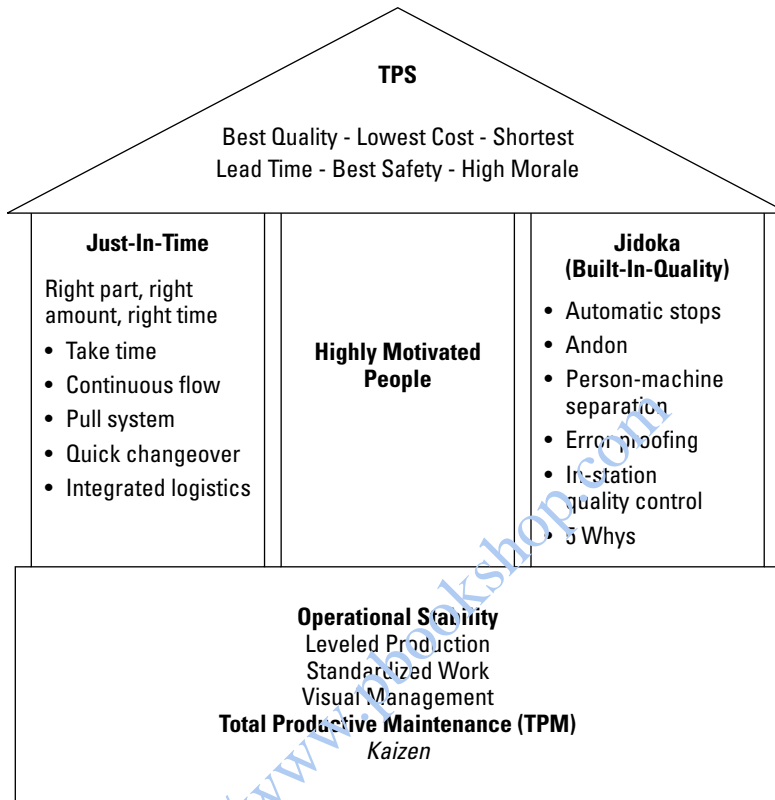 TPS
Best Quality - Lowest Cost - Shortest
Lead Time - Best Safety - High Morale
Just-In-Time
Right part, right
amount, right time
• Take time
• Continuous flow
• Pull system
• Quick changeover
• Integrated logistics
Highly Motivated
People
Jidoka
(Built-In-Quality)
• Automatic stops
• Andon
• Person-machine
separation
• Error proofing
• In-station
quality control
• 5 Whys
Operational Stability
Leveled Production
Standardized Work
Visual Management
Total Productive Maintenance (TPM)
Kaizen
www.pbookshop.com